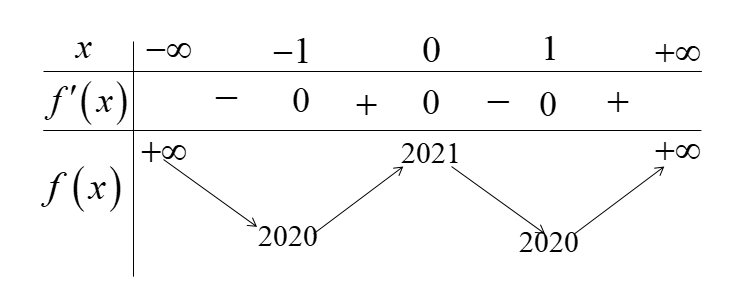 x −∞ −1 0 1 +∞
f′(x) − 0 + 0 − 0 +
+∞ 2021 +∞
f(x)
2020 2020